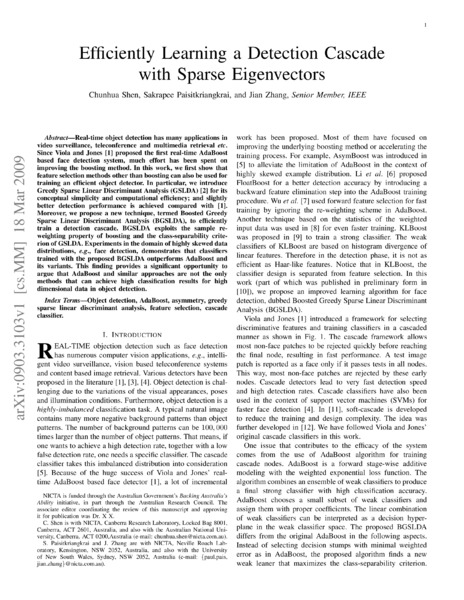 1
Efficiently Learning a Detection Cascade
with Sparse Eigenvectors
Chunhua Shen, Sakrapee Paisitkriangkrai, and Jian Zhang, Senior Member, IEEE
arXiv:0903.3103v1 [cs.MM] 18 Mar 2009
Abstract—Real-time object detection has many applications in
video surveillance, teleconference and multimedia retrieval etc.
Since Viola and Jones [1] proposed the first real-time AdaBoost
based face detection system, much effort has been spent on
improving the boosting method. In this work, we first show that
feature selection methods other than boosting can also be used for
training an efficient object detector. In particular, we introduce
Greedy Sparse Linear Discriminant Analysis (GSLDA) [2] for its
conceptual simplicity and computational efficiency; and slightly
better detection performance is achieved compared with [1].
Moreover, we propose a new technique, termed Boosted Greedy
Sparse Linear Discriminant Analysis (BGSLDA), to efficiently
train a detection cascade. BGSLDA exploits the sample re-
weighting property of boosting and the class-separability crite-
rion of GSLDA. Experiments in the domain of highly skewed data
distributions, e.g., face detection, demonstrates that classifiers
trained with the proposed BGSLDA outperforms AdaBoost and
its variants. This finding provides a significant opportunity to
argue that AdaBoost and similar approaches are not the only
methods that can achieve high classification results for high
dimensional data in object detection.
Index Terms—Object detection, AdaBoost, asymmetry, greedy
sparse linear discriminant analysis, feature selection, cascade
classifier.
I. INTRODUCTION
REAL-TIME objection detection such as face detection
has numerous computer vision applications, e.g., intelli-
gent video surveillance, vision based teleconference systems
and content based image retrieval. Various detectors have been
proposed in the literature [1], [3], [4]. Object detection is chal-
lenging due to the variations of the visual appearances, poses
and illumination conditions. Furthermore, object detection is a
highly-imbalanced classification task. A typical natural image
contains many more negative background patterns than object
patterns. The number of background patterns can be 100, 000
times larger than the number of object patterns. That means, if
one wants to achieve a high detection rate, together with a low
false detection rate, one needs a specific classifier. The cascade
classifier takes this imbalanced distribution into consideration
[5]. Because of the huge success of Viola and Jones' real-
time AdaBoost based face detector [1], a lot of incremental
NICTA is funded through the Australian Government's Backing Australia's
Ability initiative, in part through the Australian Research Council. The
associate editor coordinating the review of this manuscript and approving
it for publication was Dr. X. X.
C. Shen is with NICTA, Canberra Research Laboratory, Locked Bag 8001,
Canberra, ACT 2601, Australia, and also with the Australian National Uni-
versity, Canberra, ACT 0200,Australia (e-mail: chunhua.shen@nicta.com.au).
S. Paisitkriangkrai and J. Zhang are with NICTA, Neville Roach Lab-
oratory, Kensington, NSW 2052, Australia, and also with the University
of New South Wales, Sydney, NSW 2052, Australia (e-mail: {paul.pais,
jian.zhang}@nicta.com.au).
work has been proposed. Most of them have focused on
improving the underlying boosting method or accelerating the
training process. For example, AsymBoost was introduced in
[5] to alleviate the limitation of AdaBoost in the context of
highly skewed example distribution. Li et al. [6] proposed
FloatBoost for a better detection accuracy by introducing a
backward feature elimination step into the AdaBoost training
procedure. Wu et al. [7] used forward feature selection for fast
training by ignoring the re-weighting scheme in AdaBoost.
Another technique based on the statistics of the weighted
input data was used in [8] for even faster training. KLBoost
was proposed in [9] to train a strong classifier. The weak
classifiers of KLBoost are based on histogram divergence of
linear features. Therefore in the detection phase, it is not as
efficient as Haar-like features. Notice that in KLBoost, the
classifier design is separated from feature selection. In this
work (part of which was published in preliminary form in
[10]), we propose an improved learning algorithm for face
detection, dubbed Boosted Greedy Sparse Linear Discriminant
Analysis (BGSLDA).
Viola and Jones [1] introduced a framework for selecting
discriminative features and training classifiers in a cascaded
manner as shown in Fig. 1. The cascade framework allows
most non-face patches to be rejected quickly before reaching
the final node, resulting in fast performance. A test image
patch is reported as a face only if it passes tests in all nodes.
This way, most non-face patches are rejected by these early
nodes. Cascade detectors lead to very fast detection speed
and high detection rates. Cascade classifiers have also been
used in the context of support vector machines (SVMs) for
faster face detection [4]. In [11], soft-cascade is developed
to reduce the training and design complexity. The idea was
further developed in [12]. We have followed Viola and Jones'
original cascade classifiers in this work.
One issue that contributes to the efficacy of the system
comes from the use of AdaBoost algorithm for training
cascade nodes. AdaBoost is a forward stage-wise additive
modeling with the weighted exponential loss function. The
algorithm combines an ensemble of weak classifiers to produce
a final strong classifier with high classification accuracy.
AdaBoost chooses a small subset of weak classifiers and
assign them with proper coefficients. The linear combination
of weak classifiers can be interpreted as a decision hyper-
plane in the weak classifier space. The proposed BGSLDA
differs from the original AdaBoost in the following aspects.
Instead of selecting decision stumps with minimal weighted
error as in AdaBoost, the proposed algorithm finds a new
weak leaner that maximizes the class-separability criterion.